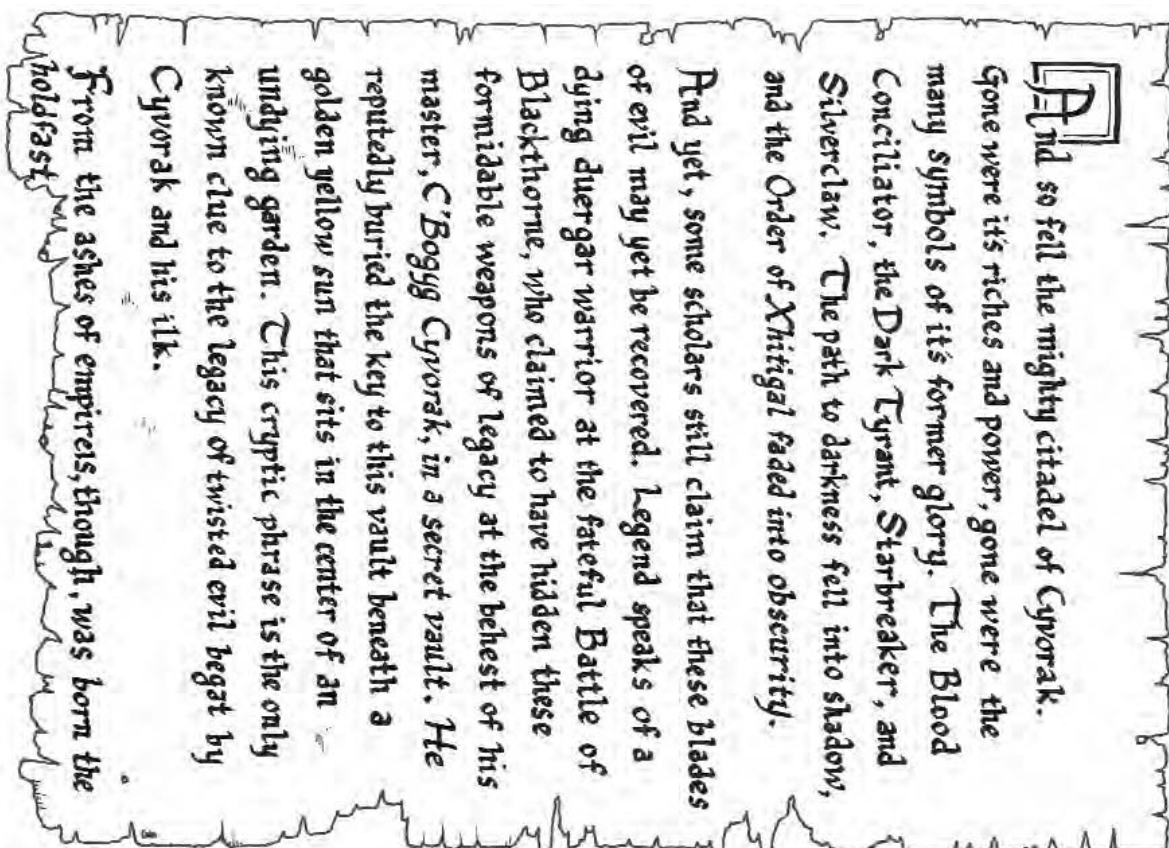 And so fell the mighty citadel of Cyvorak.
Gone were it's riches and power, gone were the
many symbols of it's former glory. The Blood
Conciliator, the Dark Tyrant, Starbreaker, and
Silverclaw. The path to darkness fell into shadow,
and the Order of Xhitigal faded into obscurity.
And yet, some scholars still claim that these blades
of evil may yet be recovered. Legend speaks of a
dying duergar warrior at the fateful Battle of
Blackthorne, who claimed to have hidden these
formidable weapons of legacy at the behest of his
master, C'Bogyg Cyvorak, in a secret vault. He
reputedly buried the key to this vault beneath a
golden yellow sun that sits in the center of an
undying garden. This cryptic phrase is the only
known clue to the legacy of twisted evil begat by
Cyvorak and his ilk.
From the ashes of empireis, though, was born the
holdfast